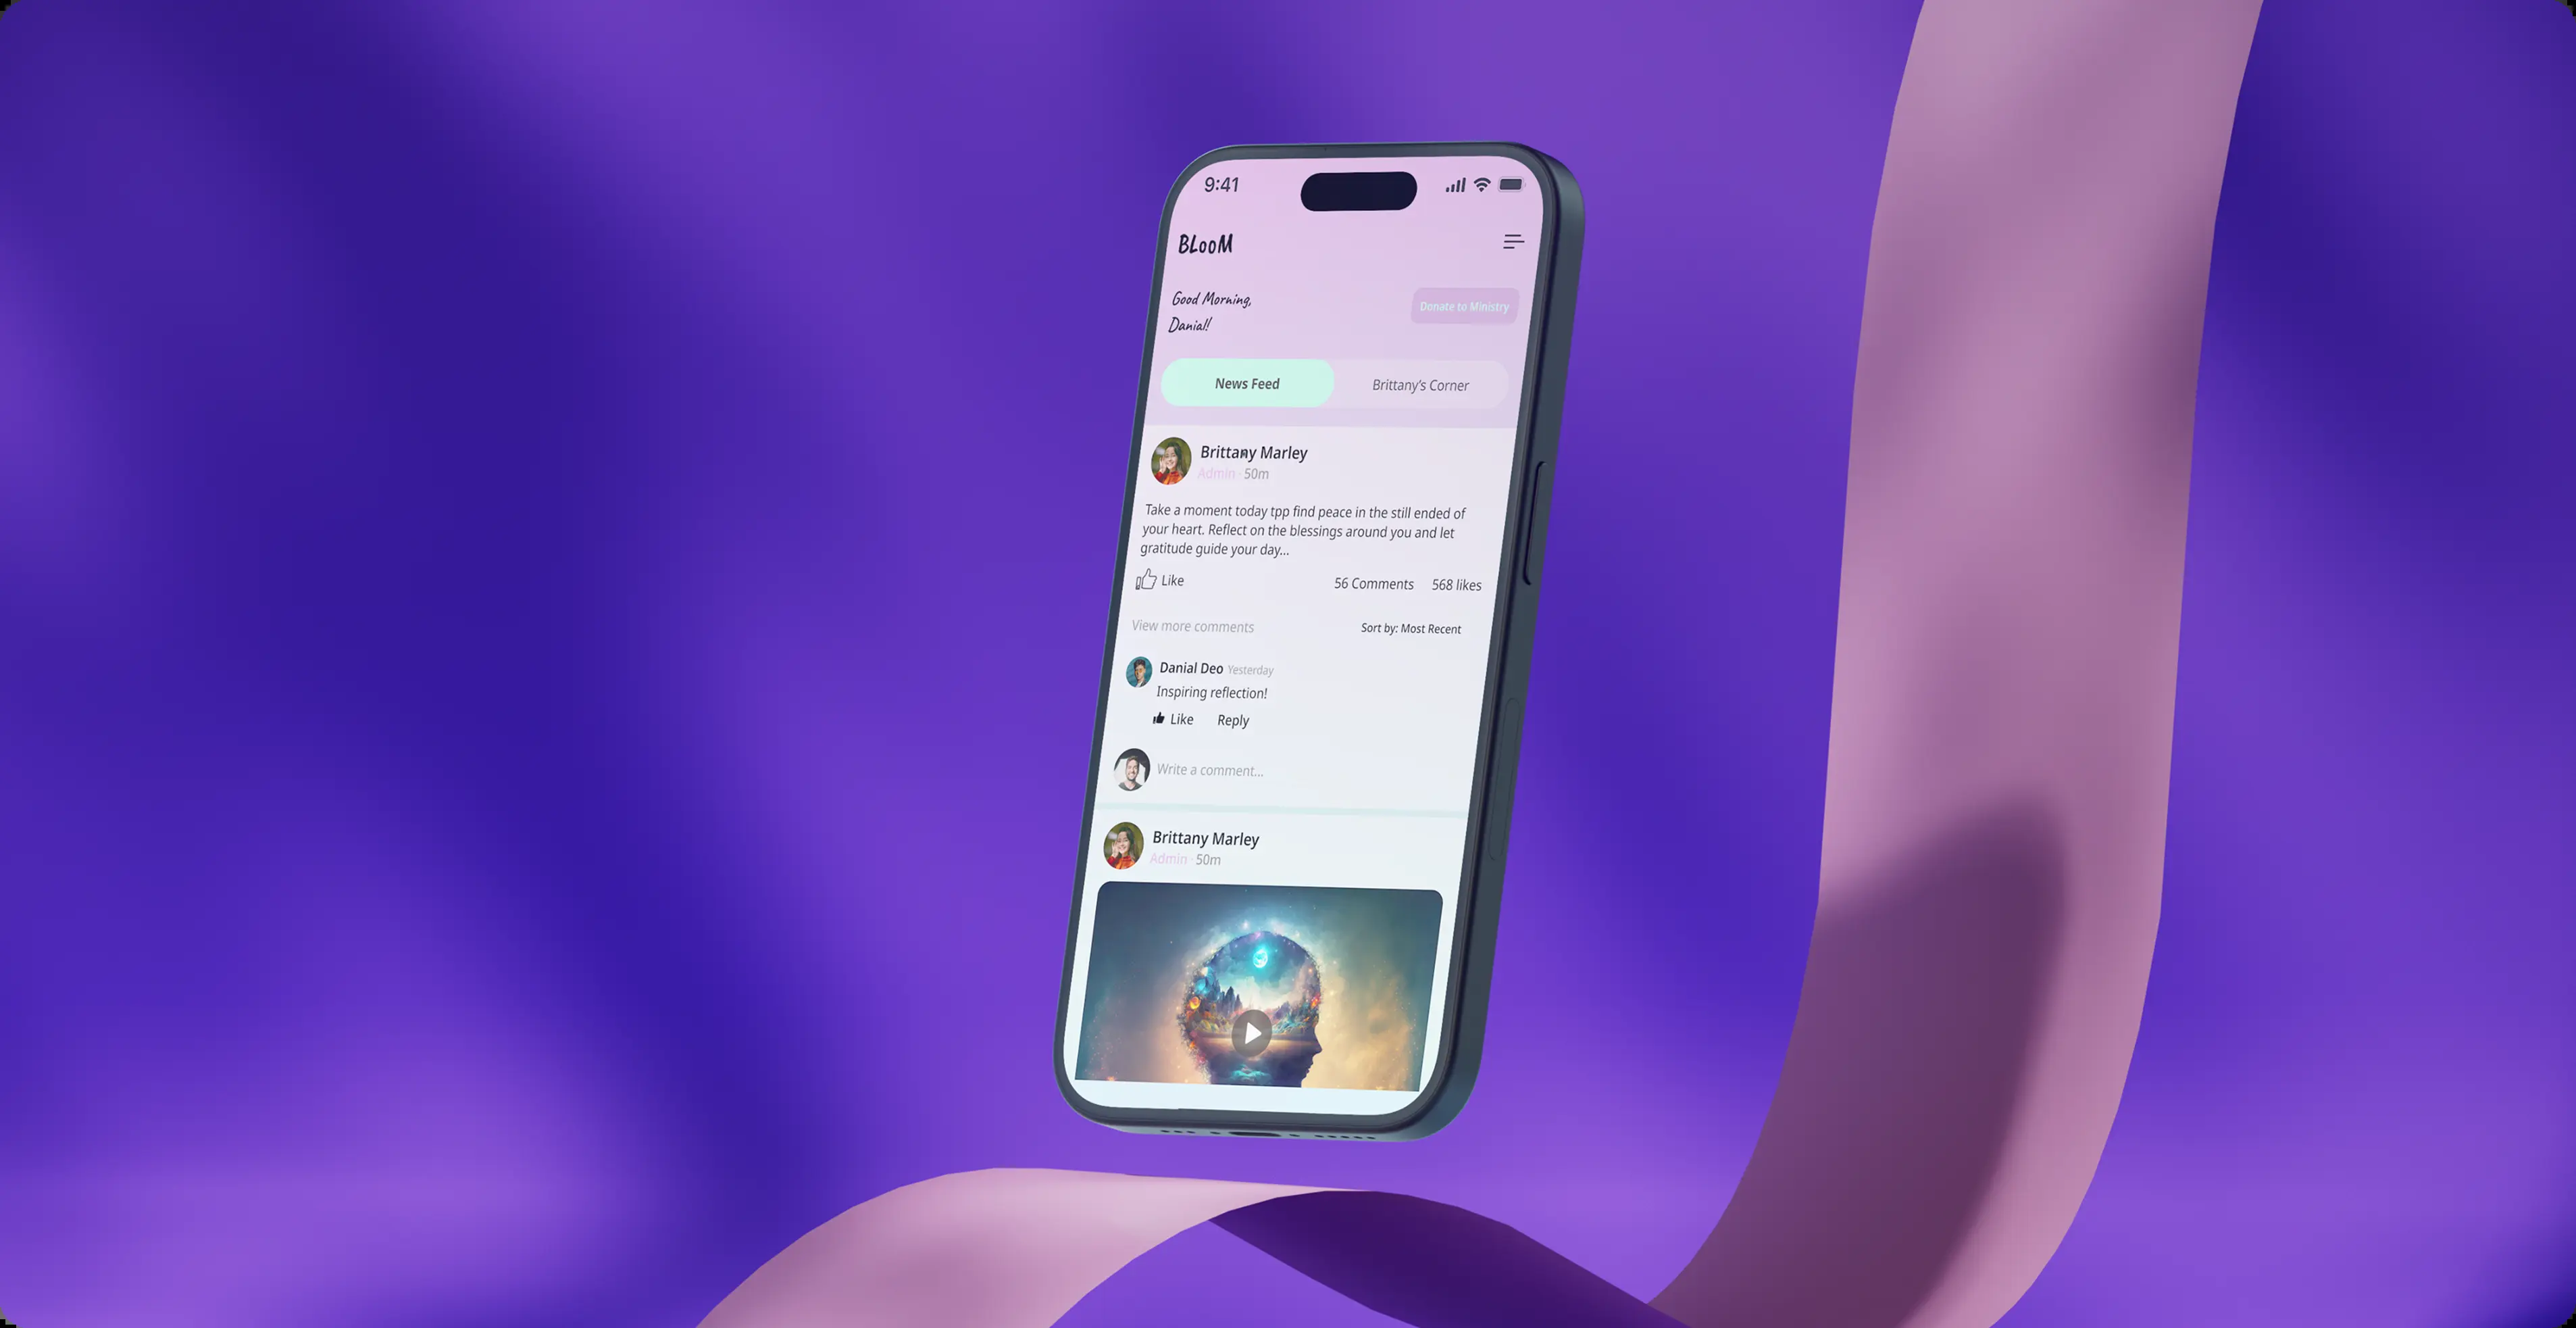 9:41
BLooM
Good Morning,
Danial!
Donate to Ministry
News Feed
Brittany's Corner
Brittany Marley
Admin · 50m
Take a moment today tpp find peace in the still ended of
your heart. Reflect on the blessings around you and let
gratitude guide your day...
Like
56 Comments
568 likes
View more comments
Sort by: Most Recent
Danial Deo Yesterday
Inspiring reflection!
Like
Reply
Write a comment...
Brittany Marley
Admin · 50m